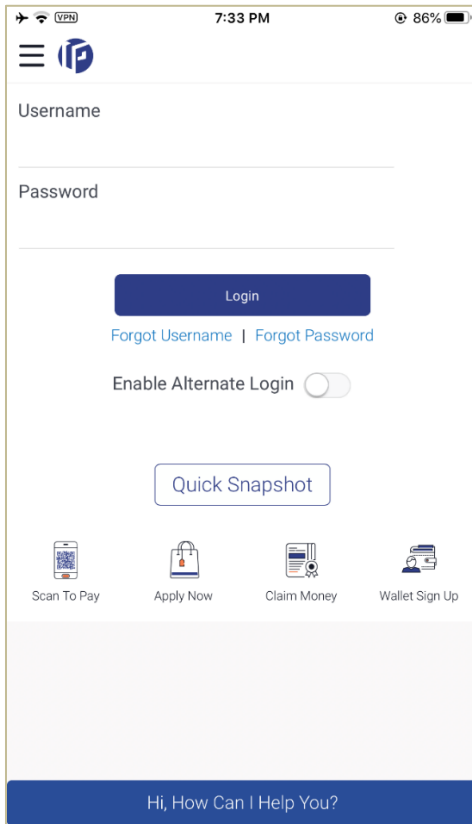 VPN 7:33 PM 86%
Username
Password
Login
Forgot Username | Forgot Password
Enable Alternate Login
Quick Snapshot
Scan To Pay Apply Now Claim Money Wallet Sign Up
Hi, How Can I Help You?